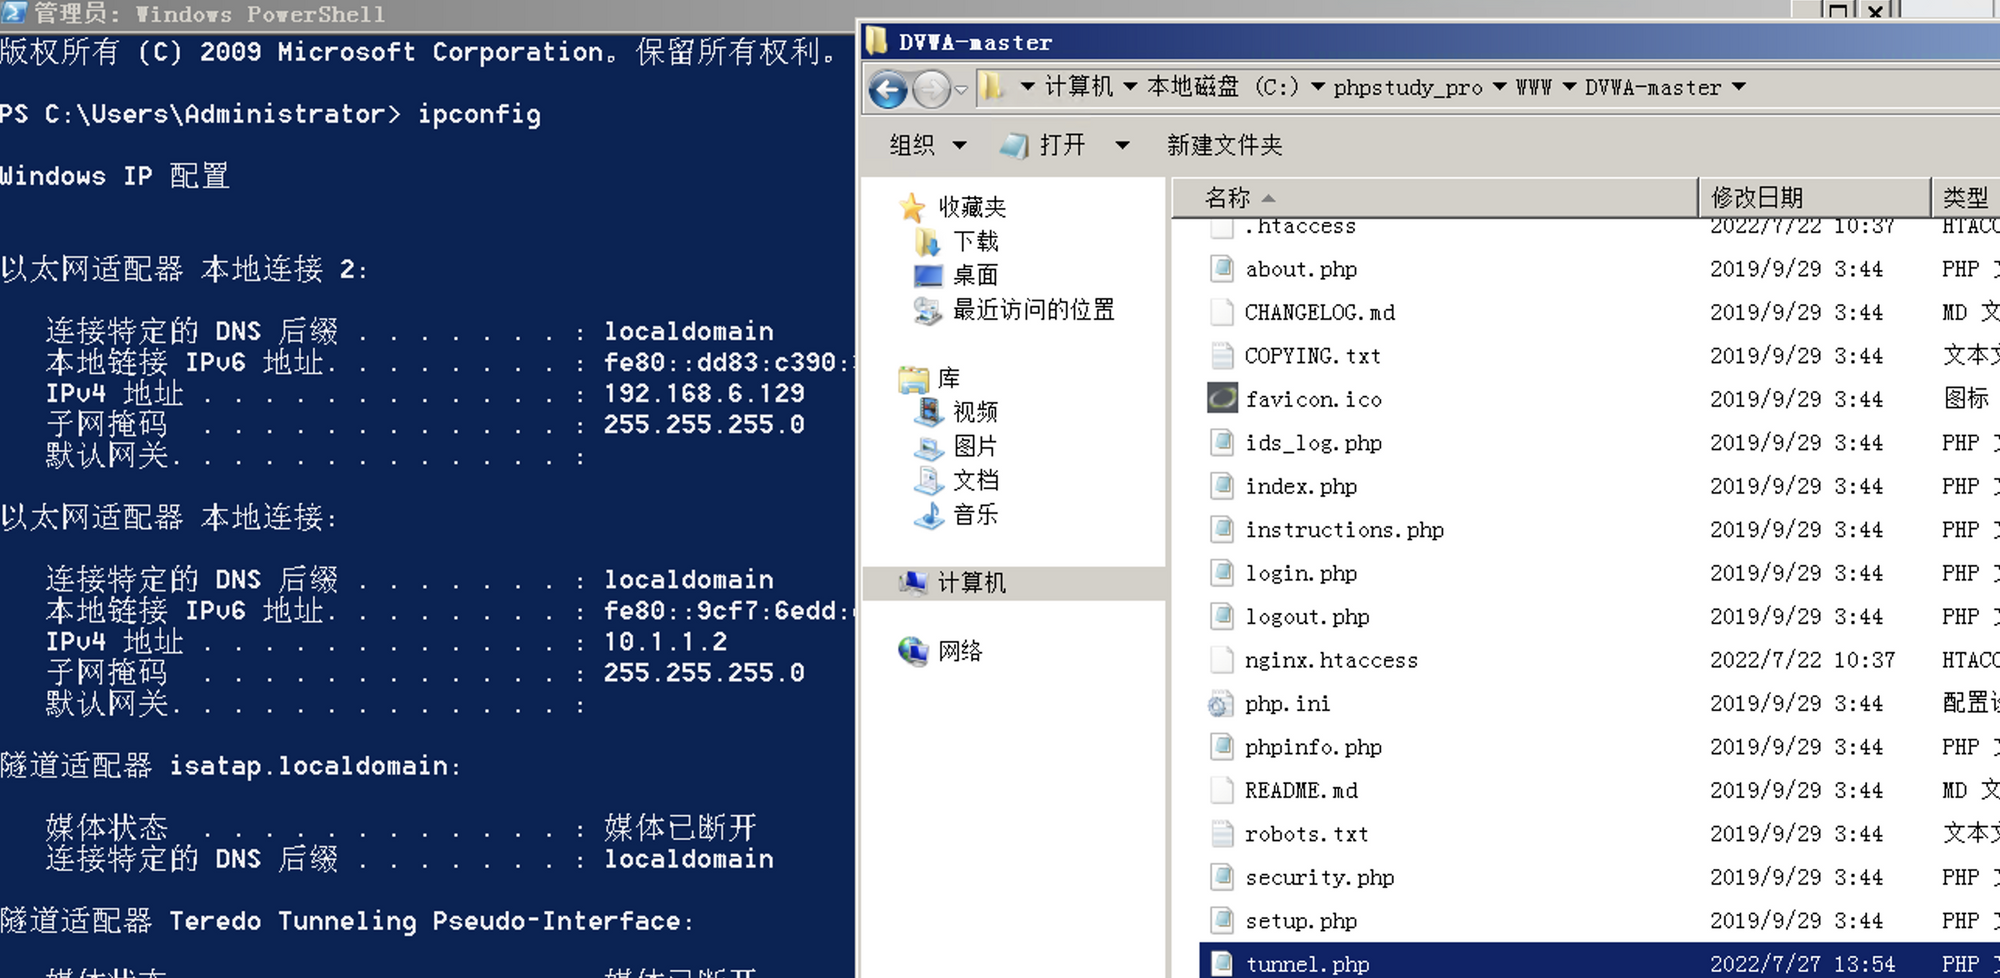 管理员: Windows PowerShell
版权所有 (C) 2009 Microsoft Corporation。保留所有权利。
PS C:\Users\Administrator> ipconfig
Windows IP 配置
以太网适配器 本地连接 2:
连接特定的 DNS 后缀 . . . . . . . : localdomain
本地链接 IPv6 地址. . . . . . . . : fe80::dd83:c390:
IPv4 地址 . . . . . . . . . . . . : 192.168.6.129
子网掩码 . . . . . . . . . . . . : 255.255.255.0
默认网关. . . . . . . . . . . . . :
以太网适配器 本地连接:
连接特定的 DNS 后缀 . . . . . . . : localdomain
本地链接 IPv6 地址. . . . . . . . : fe80::9cf7:6edd:
IPv4 地址 . . . . . . . . . . . . : 10.1.1.2
子网掩码 . . . . . . . . . . . . : 255.255.255.0
默认网关. . . . . . . . . . . . . :
隧道适配器 isatap.localdomain:
媒体状态 . . . . . . . . . . . . : 媒体已断开
连接特定的 DNS 后缀 . . . . . . . : localdomain
隧道适配器 Teredo Tunneling Pseudo-Interface:
媒体状态 . . . . . . . . . . . . : 媒体已断开
DVWA-master
计算机 本地磁盘 (C:) phpstudy_pro WWW DVWA-master
组织 打开 新建文件夹
收藏夹
下载
桌面
最近访问的位置
库
视频
图片
文档
音乐
计算机
网络
名称 修改日期 类型
.htaccess 2022/7/22 10:37 HTACC
about.php 2019/9/29 3:44 PHP
CHANGELOG.md 2019/9/29 3:44 MD 文
COPYING.txt 2019/9/29 3:44 文本文
favicon.ico 2019/9/29 3:44 图标
ids_log.php 2019/9/29 3:44 PHP
index.php 2019/9/29 3:44 PHP
instructions.php 2019/9/29 3:44 PHP
login.php 2019/9/29 3:44 PHP
logout.php 2019/9/29 3:44 PHP
nginx.htaccess 2022/7/22 10:37 HTACC
php.ini 2019/9/29 3:44 配置设
phpinfo.php 2019/9/29 3:44 PHP
README.md 2019/9/29 3:44 MD 文
robots.txt 2019/9/29 3:44 文本文
security.php 2019/9/29 3:44 PHP
setup.php 2019/9/29 3:44 PHP
tunnel.php 2022/7/27 13:54 PHP